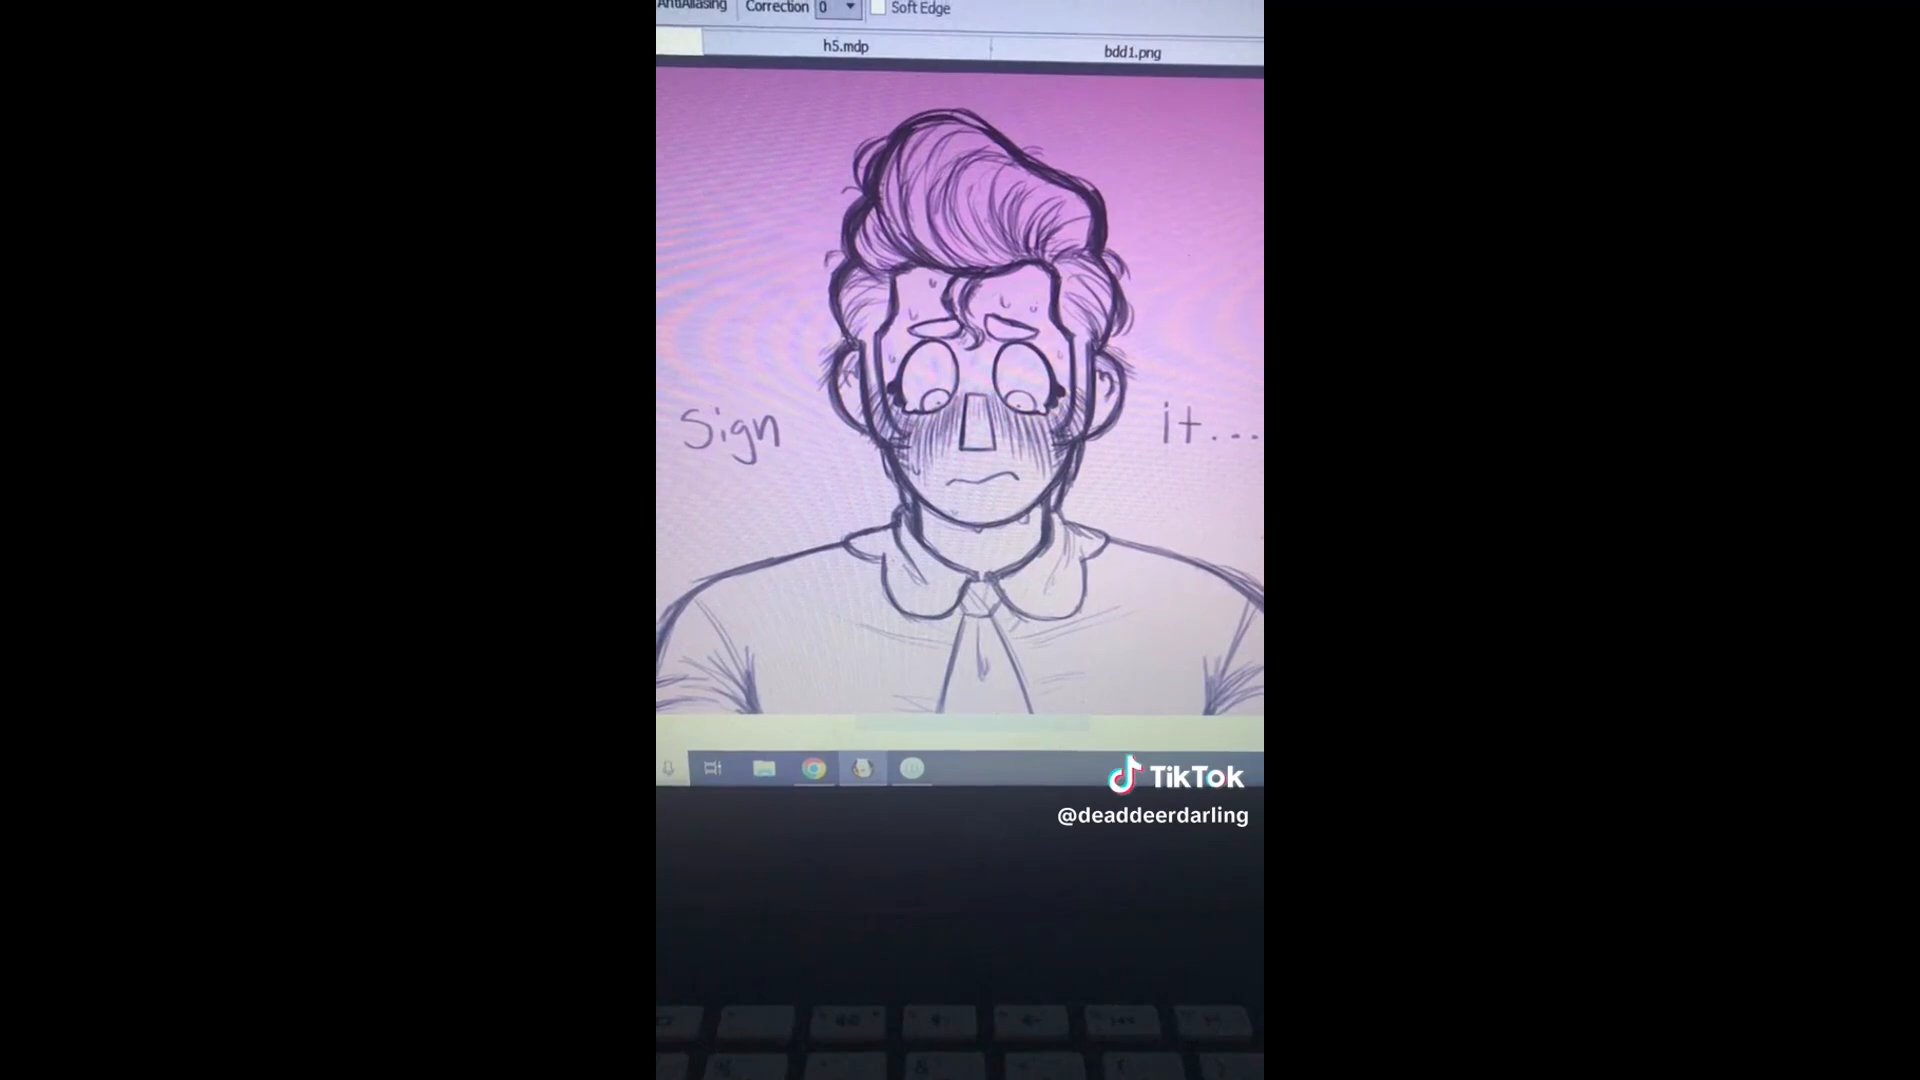 AntiAliasing Correction 0 Soft Edge
h5.mdp bdd1.png
Sign it...
TikTok
@deaddeerdarling